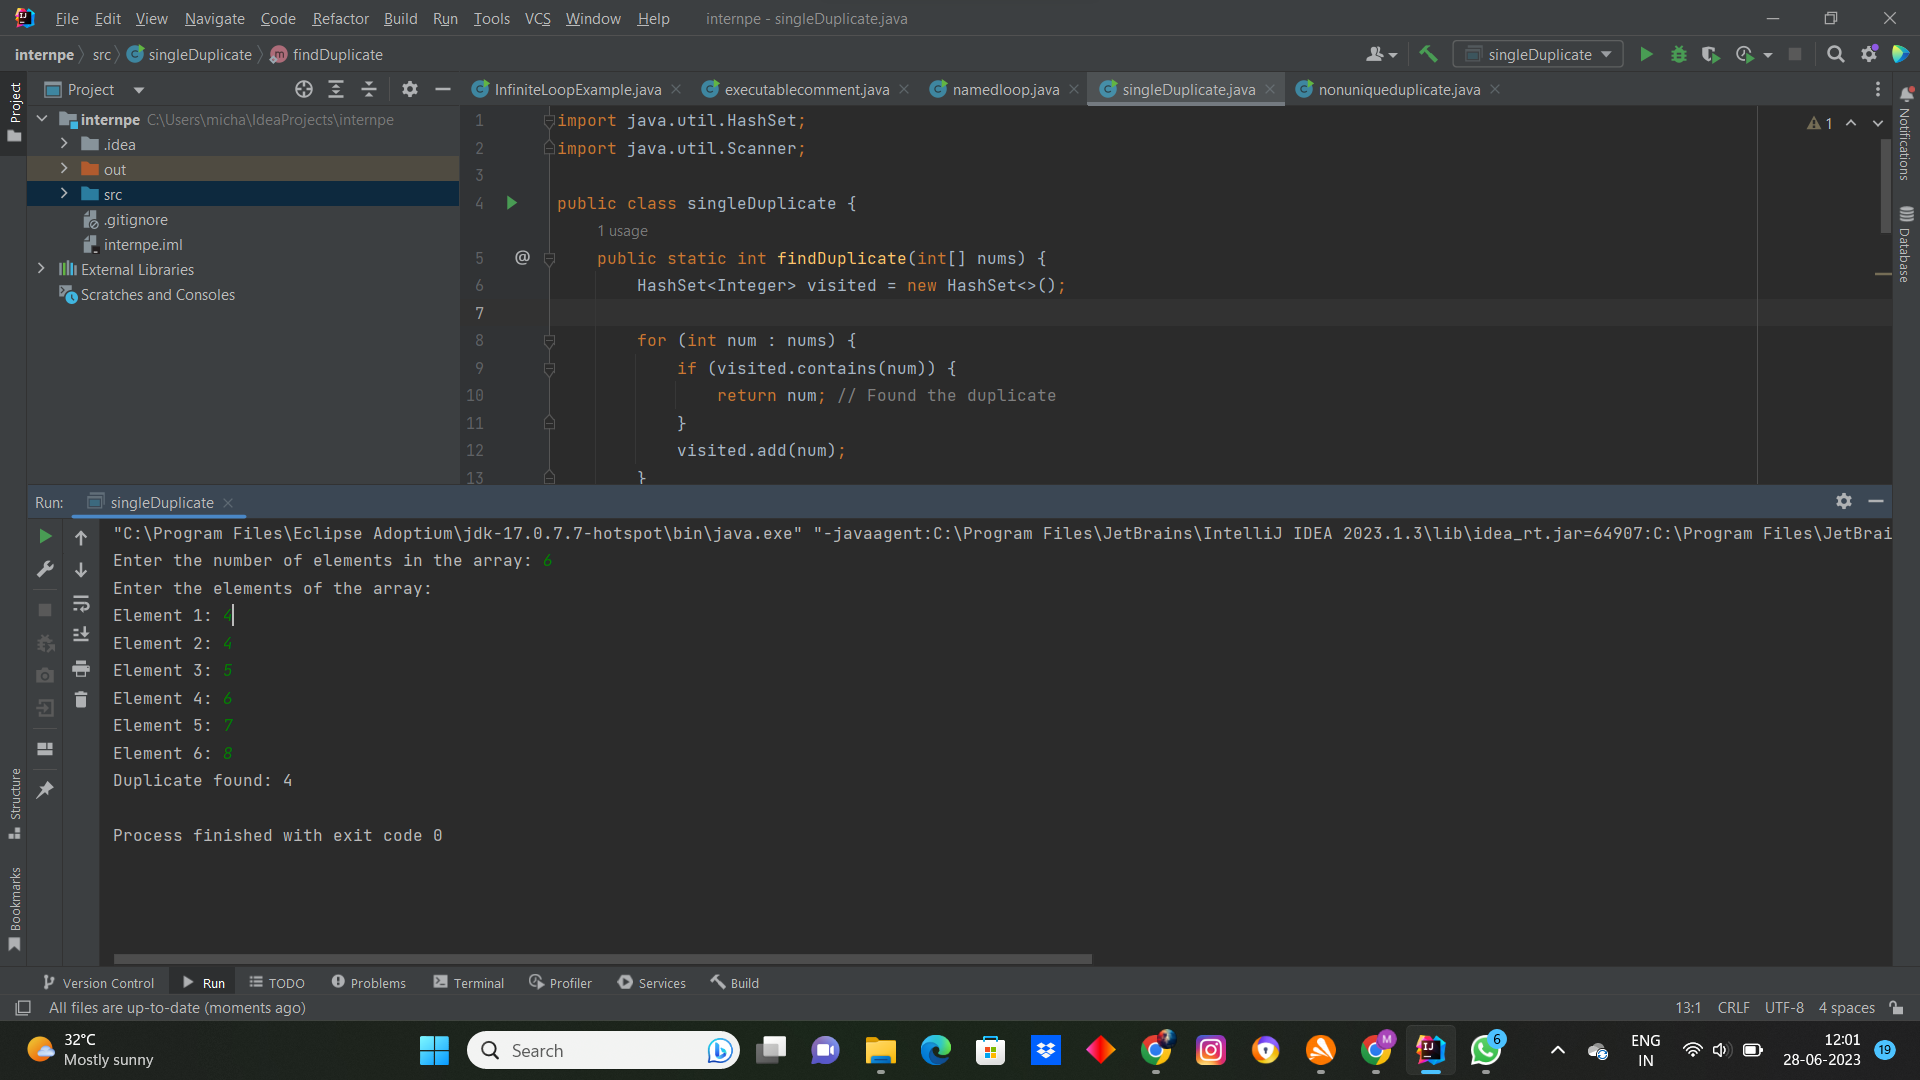 File Edit View Navigate Code Refactor Build Run Tools VCS Window Help internpe - singleDuplicate.java
internpe src singleDuplicate findDuplicate singleDuplicate
Project
InfiniteLoopExample.java executablecomment.java namedloop.java singleDuplicate.java nonuniqueduplicate.java
Project
internpe C:\Users\micha\IdeaProjects\internpe
.idea
out
src
.gitignore
internpe.iml
External Libraries
Scratches and Consoles
1 import java.util.HashSet;
2 import java.util.Scanner;
3
4 public class singleDuplicate {
1 usage
5 @ public static int findDuplicate(int[] nums) {
6 HashSet<Integer> visited = new HashSet<>();
7
8 for (int num : nums) {
9 if (visited.contains(num)) {
10 return num; // Found the duplicate
11 }
12 visited.add(num);
13 }
1
Notifications
Database
Run: singleDuplicate
"C:\Program Files\Eclipse Adoptium\jdk-17.0.7.7-hotspot\bin\java.exe" "-javaagent:C:\Program Files\JetBrains\IntelliJ IDEA 2023.1.3\lib\idea_rt.jar=64907:C:\Program Files\JetBrai
Enter the number of elements in the array: 6
Enter the elements of the array:
Element 1: 4
Element 2: 4
Element 3: 5
Element 4: 6
Element 5: 7
Element 6: 8
Duplicate found: 4
Process finished with exit code 0
Structure
Bookmarks
Version Control Run TODO Problems Terminal Profiler Services Build
All files are up-to-date (moments ago) 13:1 CRLF UTF-8 4 spaces
32°C
Mostly sunny
Search
M
IJ
6
ENG
IN
12:01
28-06-2023
19